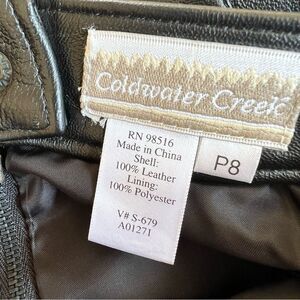 Coldwater Creek
RN 98516
Made in China
Shell:
100% Leather
Lining:
100% Polyester
V# S-679
A01271
P8